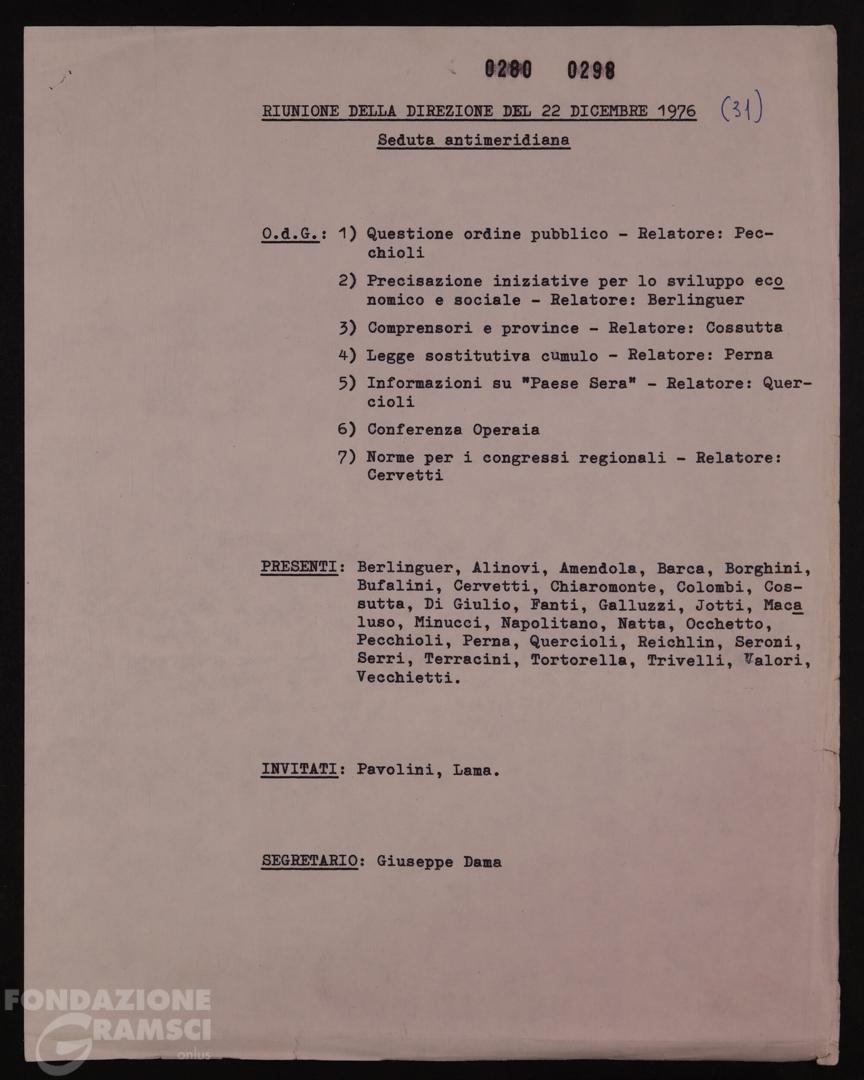 0280 0298
RIUNIONE DELLA DIREZIONE DEL 22 DICEMBRE 1976 (31)
Seduta antimeridiana
O.d.G.: 1) Questione ordine pubblico - Relatore: Pec-
chioli
2) Precisazione iniziative per lo sviluppo eco
nomico e sociale - Relatore: Berlinguer
3) Comprensori e province - Relatore: Cossutta
4) Legge sostitutiva cumulo - Relatore: Perna
5) Informazioni su "Paese Sera" - Relatore: Quer-
cioli
6) Conferenza Operaia
7) Norme per i congressi regionali - Relatore:
Cervetti
PRESENTI: Berlinguer, Alinovi, Amendola, Barca, Borghini,
Bufalini, Cervetti, Chiaromonte, Colombi, Cos-
sutta, Di Giulio, Fanti, Galluzzi, Jotti, Maca
luso, Minucci, Napolitano, Natta, Occhetto,
Pecchioli, Perna, Quercioli, Reichlin, Seroni,
Serri, Terracini, Tortorella, Trivelli, Valori,
Vecchietti.
INVITATI: Pavolini, Lama.
SEGRETARIO: Giuseppe Dama
FONDAZIONE
GRAMSCI
onlus